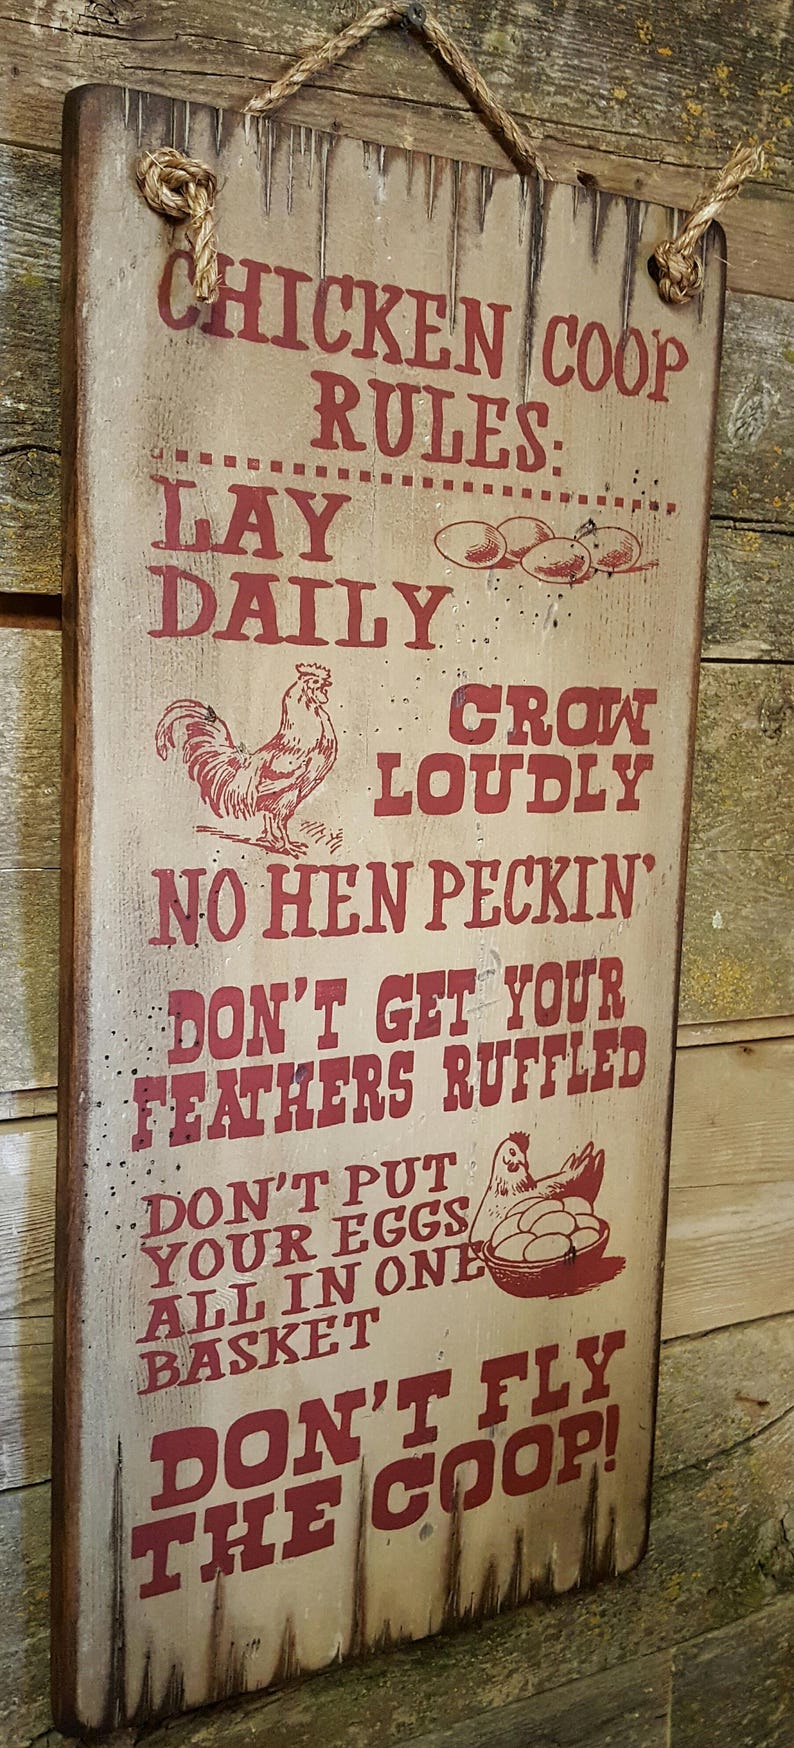 CHICKEN COOP
RULES:
LAY
DAILY
CROW
LOUDLY
NO HEN PECKIN'
DON'T GET YOUR
FEATHERS RUFFLED
DON'T PUT
YOUR EGGS
ALL IN ONE
BASKET
DON'T FLY
THE COOP!